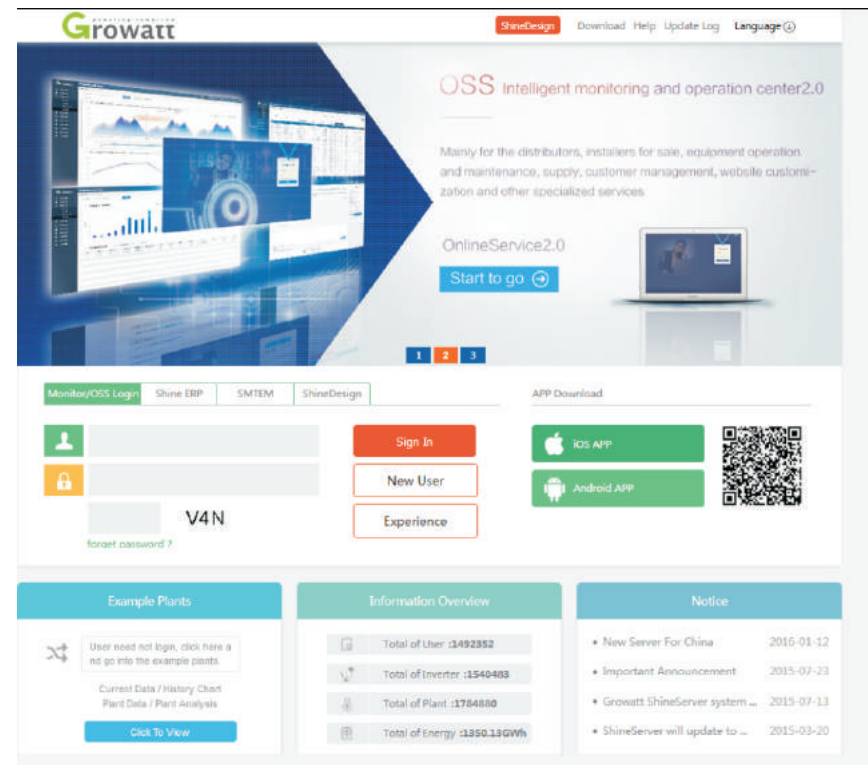 Growatt
ShineDesign Download Help Update Log Language
OSS Intelligent monitoring and operation center2.0
Mainly for the distributors, installers for sale, equipment operation
and maintenance, supply, customer management, website customi-
zation and other specialized services
OnlineService2.0
Start to go
1 2 3
Monitor/OSS Login Shine ERP SMTEM ShineDesign
APP Download
Sign In
iOS APP
New User
Android APP
V4N
Experience
forget password ?
Example Plants
User need not login, click here a
nd go into the example plants.
Current Data / History Chart
Plant Data / Plant Analysis
Click To View
Information Overview
Total of User :1492352
Total of Inverter :1540483
Total of Plant :1784880
Total of Energy :1350.13GWh
Notice
New Server For China 2016-01-12
Important Announcement 2015-07-23
Growatt ShineServer system ... 2015-07-13
ShineServer will update to ... 2015-03-20